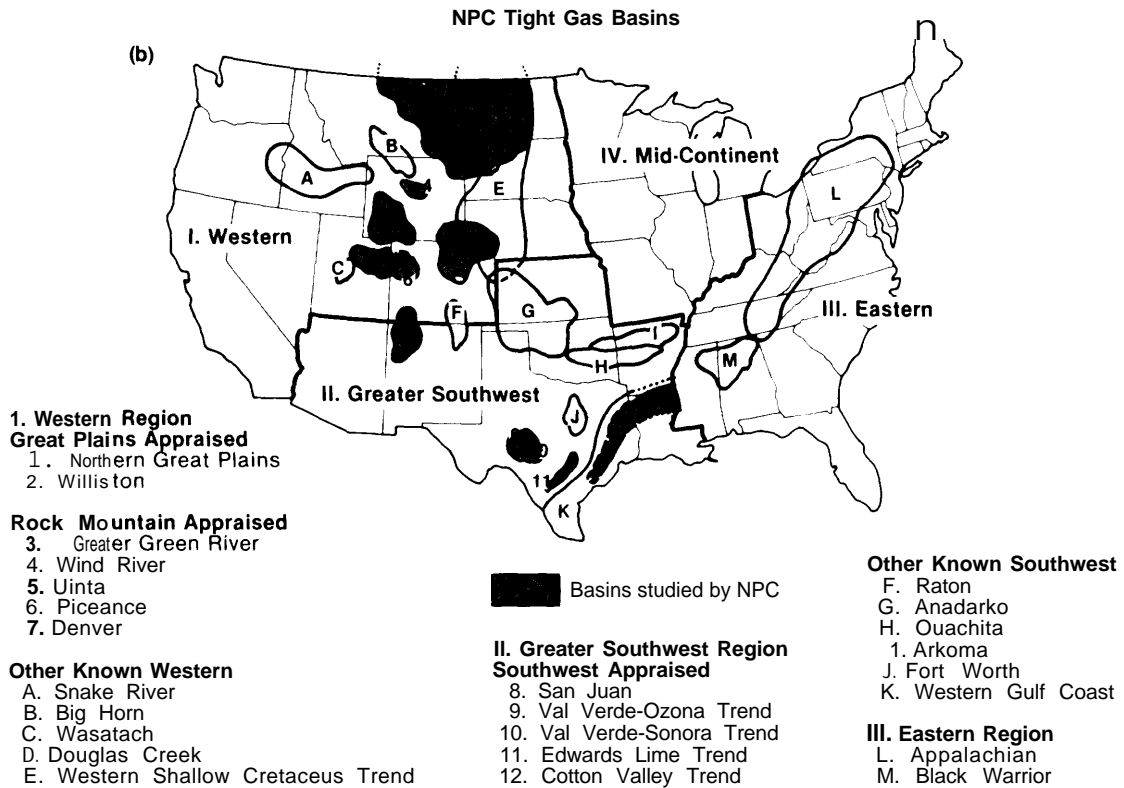 NPC Tight Gas Basins
n
(b)
B
IV. Mid-Continent
A
4
E
L
I. Western
C
6
F
G
III. Eastern
I
H
M
II. Greater Southwest
J
11
K
1. Western Region
Great Plains Appraised
1. Northern Great Plains
2. Williston
Rock Mountain Appraised
3. Greater Green River
4. Wind River
5. Uinta
6. Piceance
7. Denver
Other Known Western
A. Snake River
B. Big Horn
C. Wasatach
D. Douglas Creek
E. Western Shallow Cretaceus Trend
Basins studied by NPC
II. Greater Southwest Region
Southwest Appraised
8. San Juan
9. Val Verde-Ozona Trend
10. Val Verde-Sonora Trend
11. Edwards Lime Trend
12. Cotton Valley Trend
Other Known Southwest
F. Raton
G. Anadarko
H. Ouachita
1. Arkoma
J. Fort Worth
K. Western Gulf Coast
III. Eastern Region
L. Appalachian
M. Black Warrior